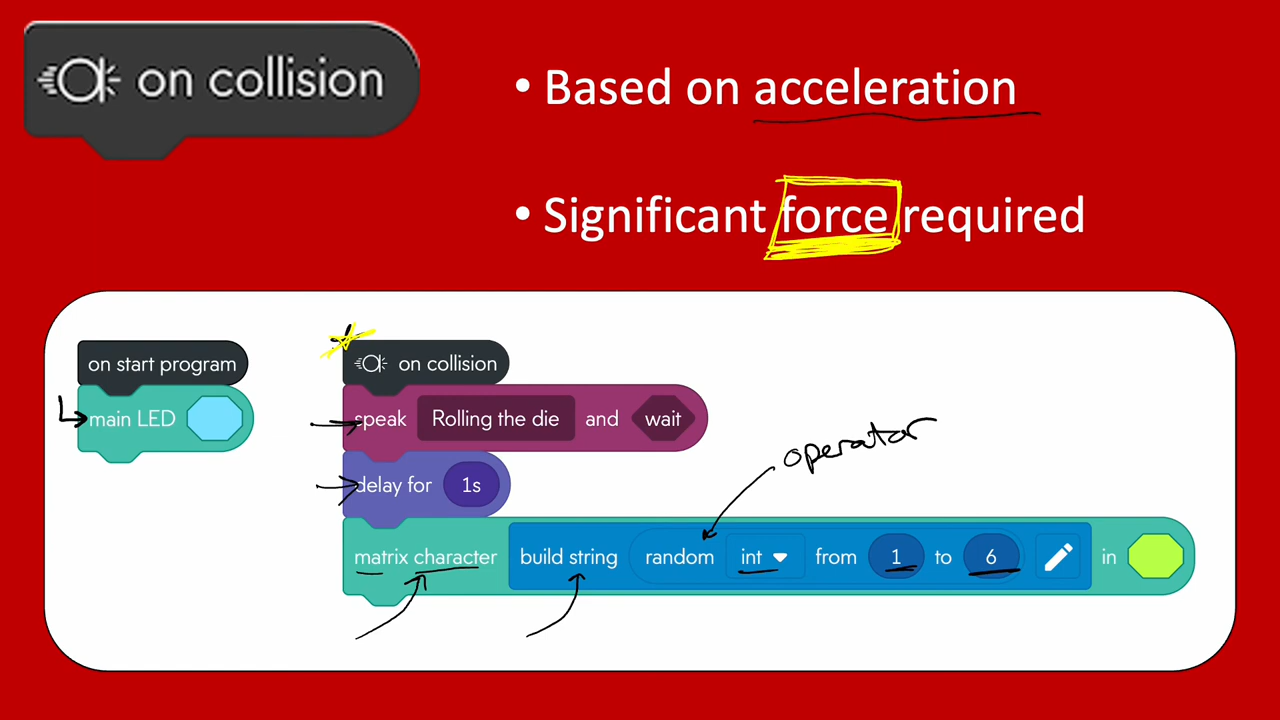 on collision
• Based on acceleration
• Significant force required
on start program
main LED
on collision
speak Rolling the die and wait
delay for 1s
operator
matrix character build string random int from 1 to 6 in